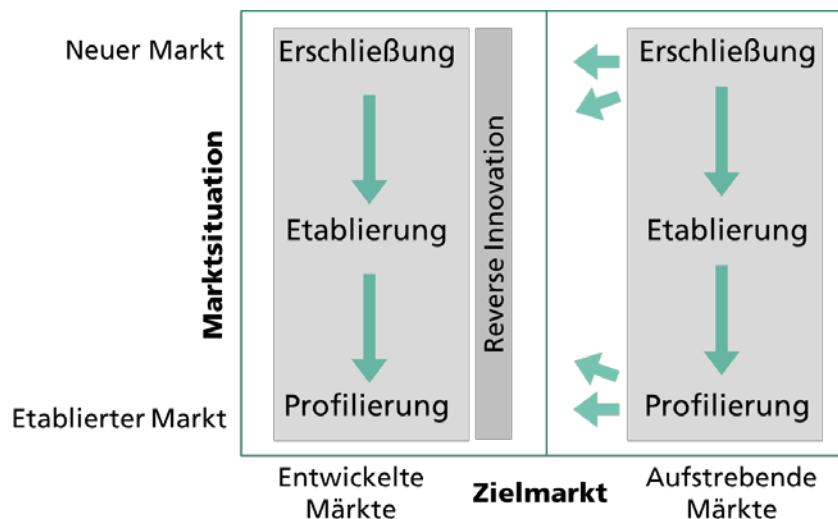 Neuer Markt
Erschließung
Erschließung
Marktsituation
Reverse Innovation
Etablierung
Etablierung
Etablierter Markt
Profilierung
Profilierung
Entwickelte
Märkte
Zielmarkt
Aufstrebende
Märkte